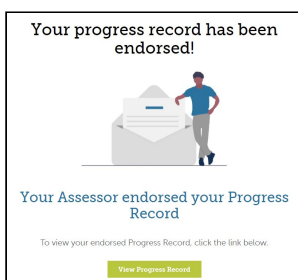 Your progress record has been
endorsed!
Your Assessor endorsed your Progress
Record
To view your endorsed Progress Record, click the link below.
View Progress Record